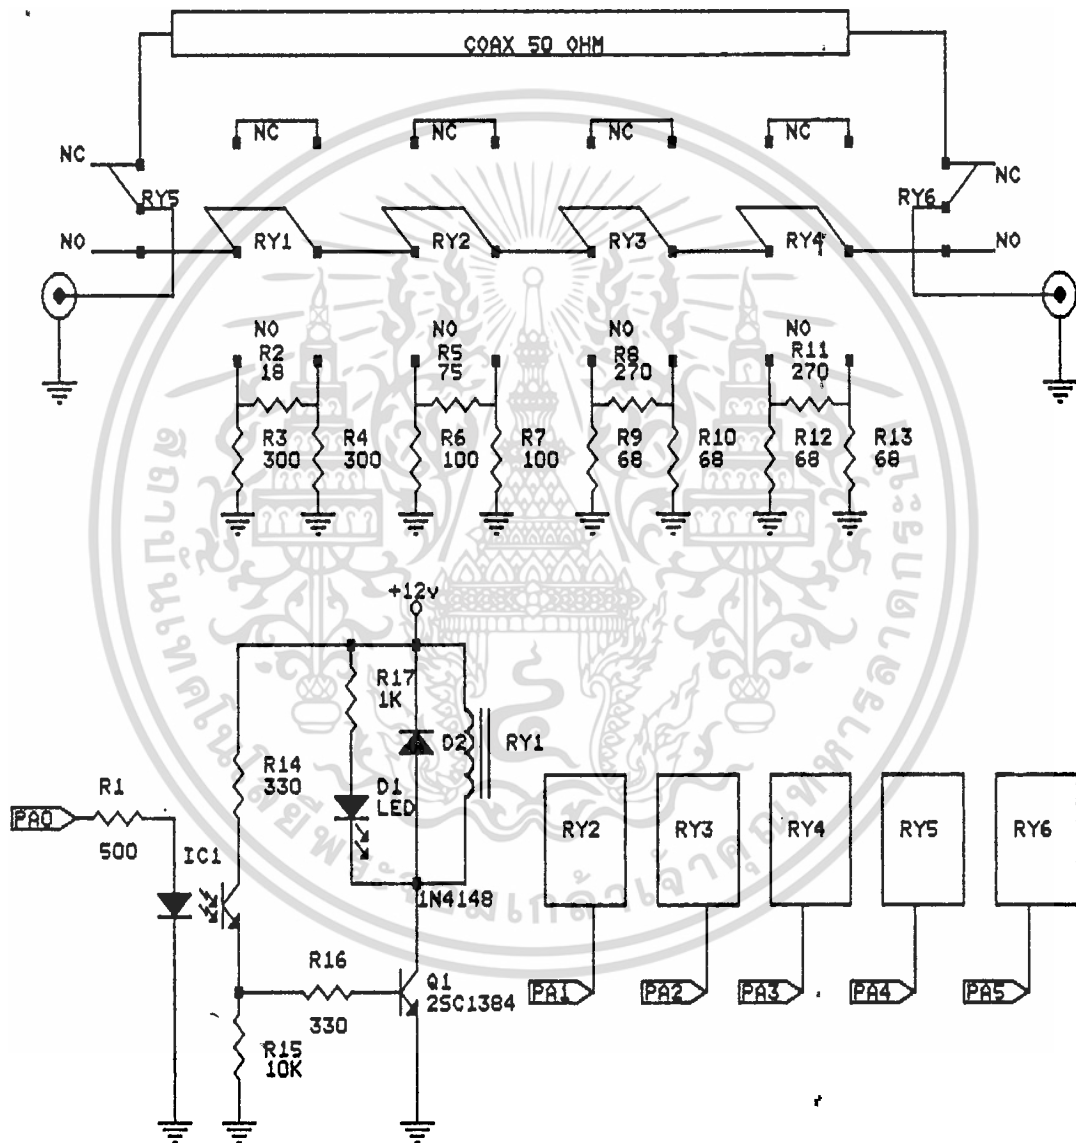 COAX 50 OHM
NC
NC
NC
NC
NC
NC
RY5
RY6
NO
RY1
RY2
RY3
RY4
NO
NO
NO
NO
NO
R2
18
R5
75
R8
270
R11
270
R3
300
R4
300
R6
100
R7
100
R9
68
R10
68
R12
68
R13
68
+12v
R17
1K
D2
RY1
R14
330
D1
LED
R1
PA0
500
IC1
1N4148
RY2
RY3
RY4
RY5
RY6
R16
330
Q1
2SC1384
PA1
PA2
PA3
PA4
PA5
R15
10K